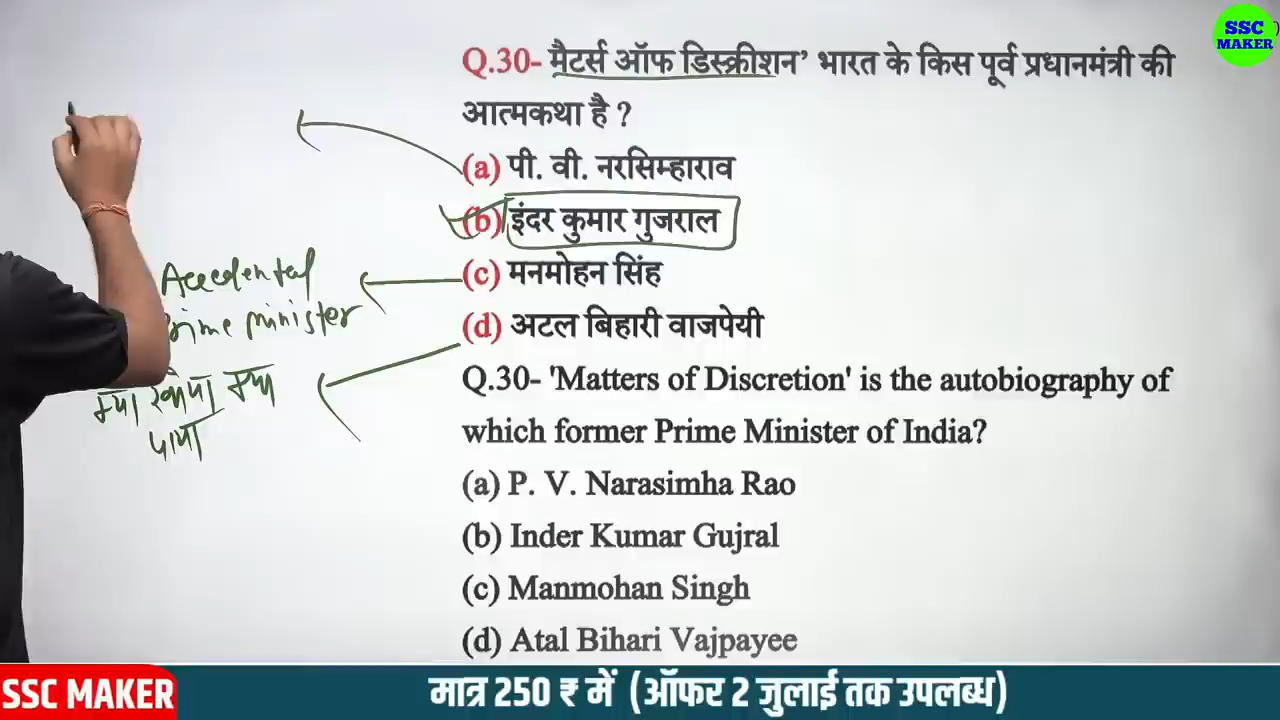 SSC
MAKER
Q.30- मैटर्स ऑफ डिस्क्रीशन’ भारत के किस पूर्व प्रधानमंत्री की
आत्मकथा है ?
(a) पी. वी. नरसिम्हाराव
(b) इंदर कुमार गुजराल
(c) मनमोहन सिंह
(d) अटल बिहारी वाजपेयी
Accedental
Prime minister
क्या खोया क्या
पाया
Q.30- 'Matters of Discretion' is the autobiography of
which former Prime Minister of India?
(a) P. V. Narasimha Rao
(b) Inder Kumar Gujral
(c) Manmohan Singh
(d) Atal Bihari Vajpayee
SSC MAKER
मात्र 250 ₹ में (ऑफर 2 जुलाई तक उपलब्ध)